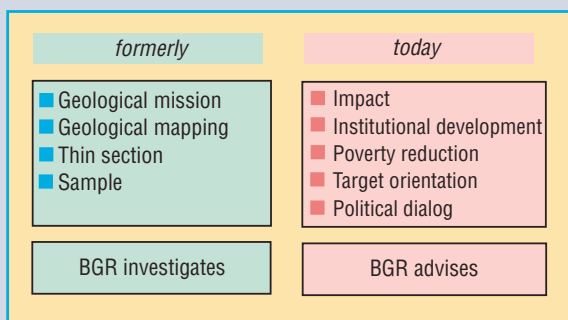 formerly
Geological mission
Geological mapping
Thin section
Sample
BGR investigates
today
Impact
Institutional development
Poverty reduction
Target orientation
Political dialog
BGR advises